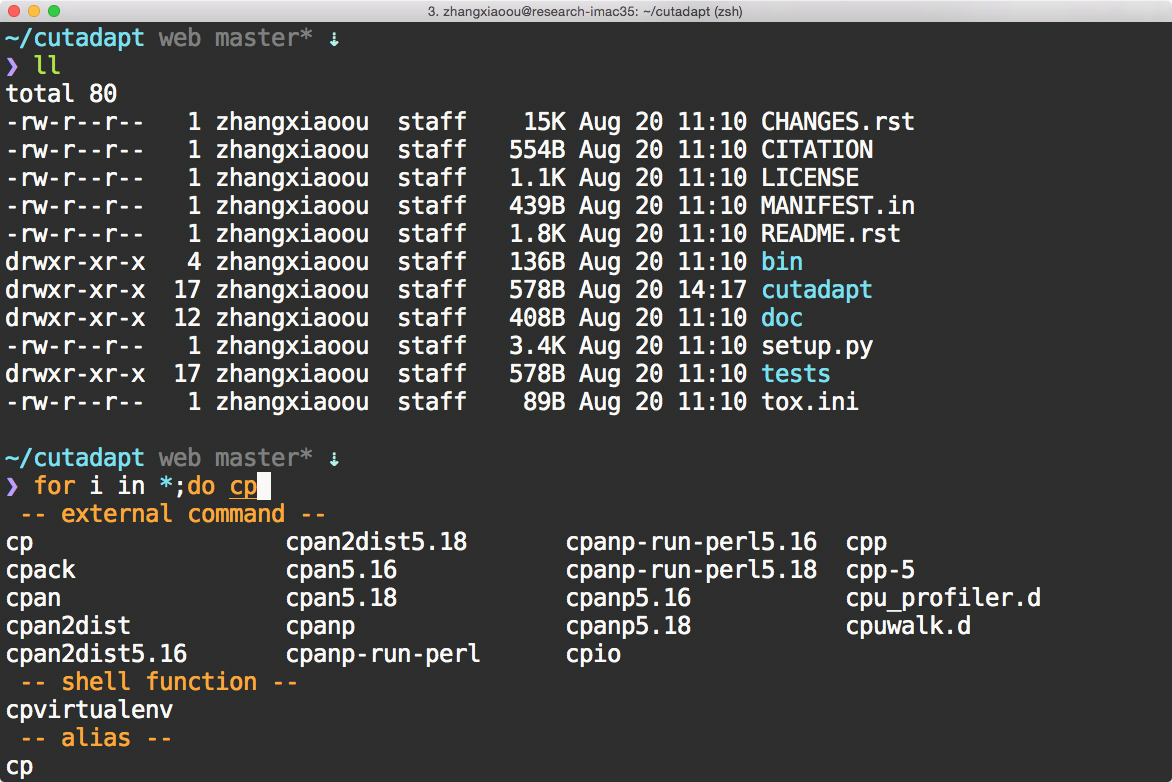 3. zhangxiaoou@research-imac35: ~/cutadapt (zsh)
~/cutadapt web master* ⇣
❯ ll
total 80
-rw-r--r--   1 zhangxiaoou  staff    15K Aug 20 11:10 CHANGES.rst
-rw-r--r--   1 zhangxiaoou  staff   554B Aug 20 11:10 CITATION
-rw-r--r--   1 zhangxiaoou  staff   1.1K Aug 20 11:10 LICENSE
-rw-r--r--   1 zhangxiaoou  staff   439B Aug 20 11:10 MANIFEST.in
-rw-r--r--   1 zhangxiaoou  staff   1.8K Aug 20 11:10 README.rst
drwxr-xr-x   4 zhangxiaoou  staff   136B Aug 20 11:10 bin
drwxr-xr-x  17 zhangxiaoou  staff   578B Aug 20 14:17 cutadapt
drwxr-xr-x  12 zhangxiaoou  staff   408B Aug 20 11:10 doc
-rw-r--r--   1 zhangxiaoou  staff   3.4K Aug 20 11:10 setup.py
drwxr-xr-x  17 zhangxiaoou  staff   578B Aug 20 11:10 tests
-rw-r--r--   1 zhangxiaoou  staff    89B Aug 20 11:10 tox.ini
~/cutadapt web master* ⇣
❯ for i in *;do cp
-- external command --
cp                  cpan2dist5.18       cpanp-run-perl5.16  cpp
cpack               cpan5.16            cpanp-run-perl5.18  cpp-5
cpan                cpan5.18            cpanp5.16           cpu_profiler.d
cpan2dist           cpanp               cpanp5.18           cpuwalk.d
cpan2dist5.16       cpanp-run-perl      cpio
-- shell function --
cpvirtualenv
-- alias --
cp